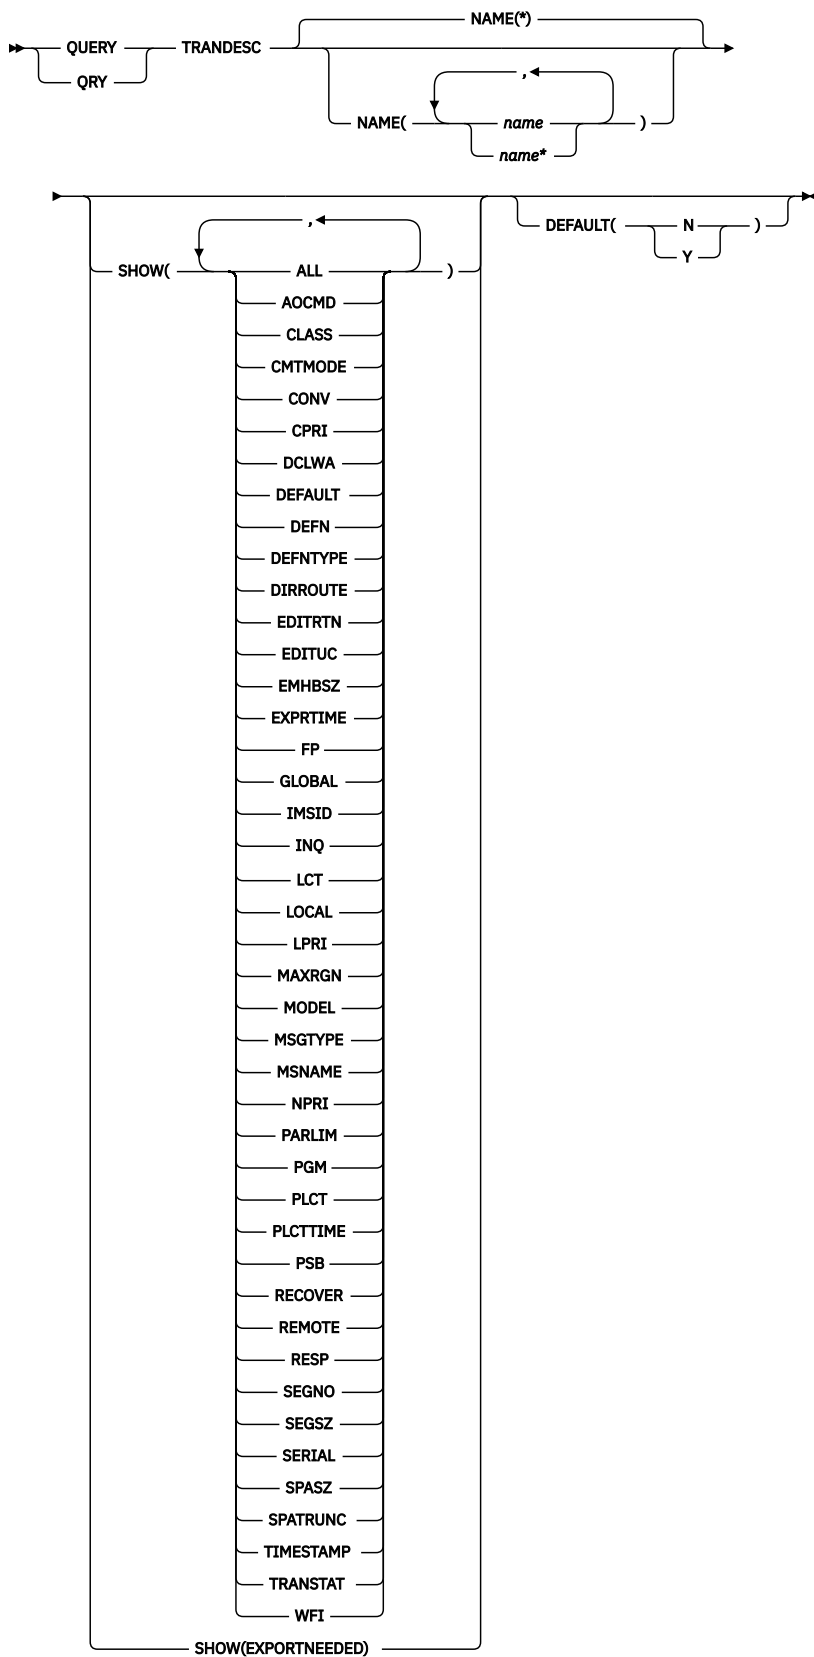 NAME(*)
QUERY TRANDESC
QRY
,
NAME( name )
name*
,
DEFAULT( N )
Y
SHOW( ALL )
AOCMD
CLASS
CMTMODE
CONV
CPRI
DCLWA
DEFAULT
DEFN
DEFNTYPE
DIRROUTE
EDITRTN
EDITUC
EMHBSZ
EXPRTIME
FP
GLOBAL
IMSID
INQ
LCT
LOCAL
LPRI
MAXRGN
MODEL
MSGTYPE
MSNAME
NPRI
PARLIM
PGM
PLCT
PLCTTIME
PSB
RECOVER
REMOTE
RESP
SEGNO
SEGSZ
SERIAL
SPASZ
SPATRUNC
TIMESTAMP
TRANSTAT
WFI
SHOW(EXPORTNEEDED)